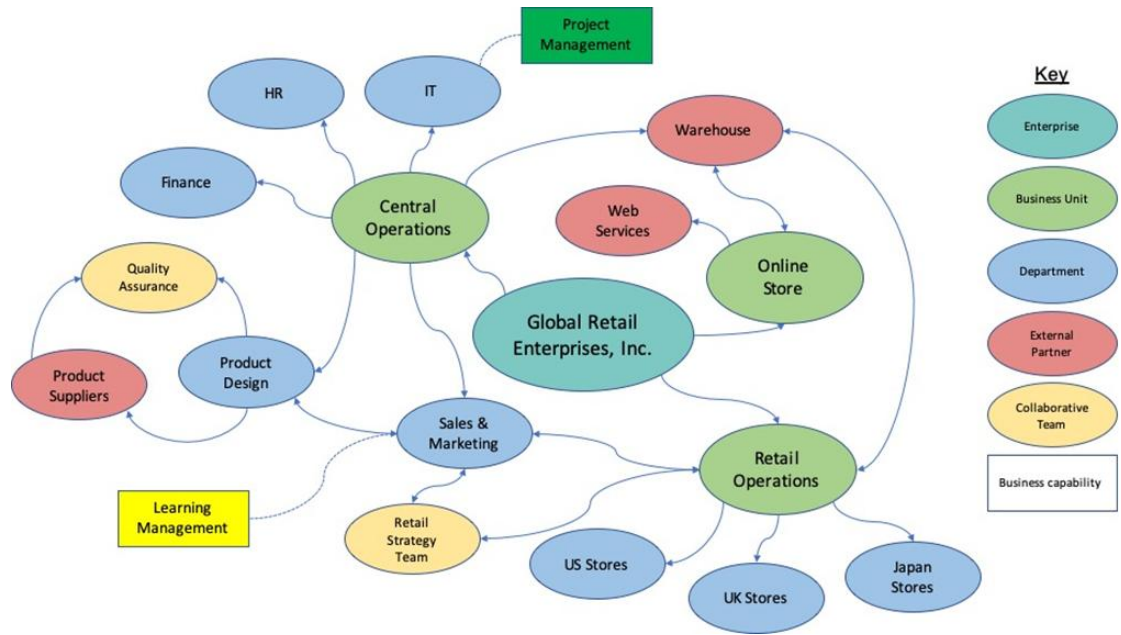 Project
Management
HR
IT
Warehouse
Finance
Central
Operations
Web
Services
Online
Store
Quality
Assurance
Global Retail
Enterprises, Inc.
Product
Suppliers
Product
Design
Sales &
Marketing
Retail
Operations
Learning
Management
Retail
Strategy
Team
US Stores
UK Stores
Japan
Stores
Key
Enterprise
Business Unit
Department
External
Partner
Collaborative
Team
Business capability